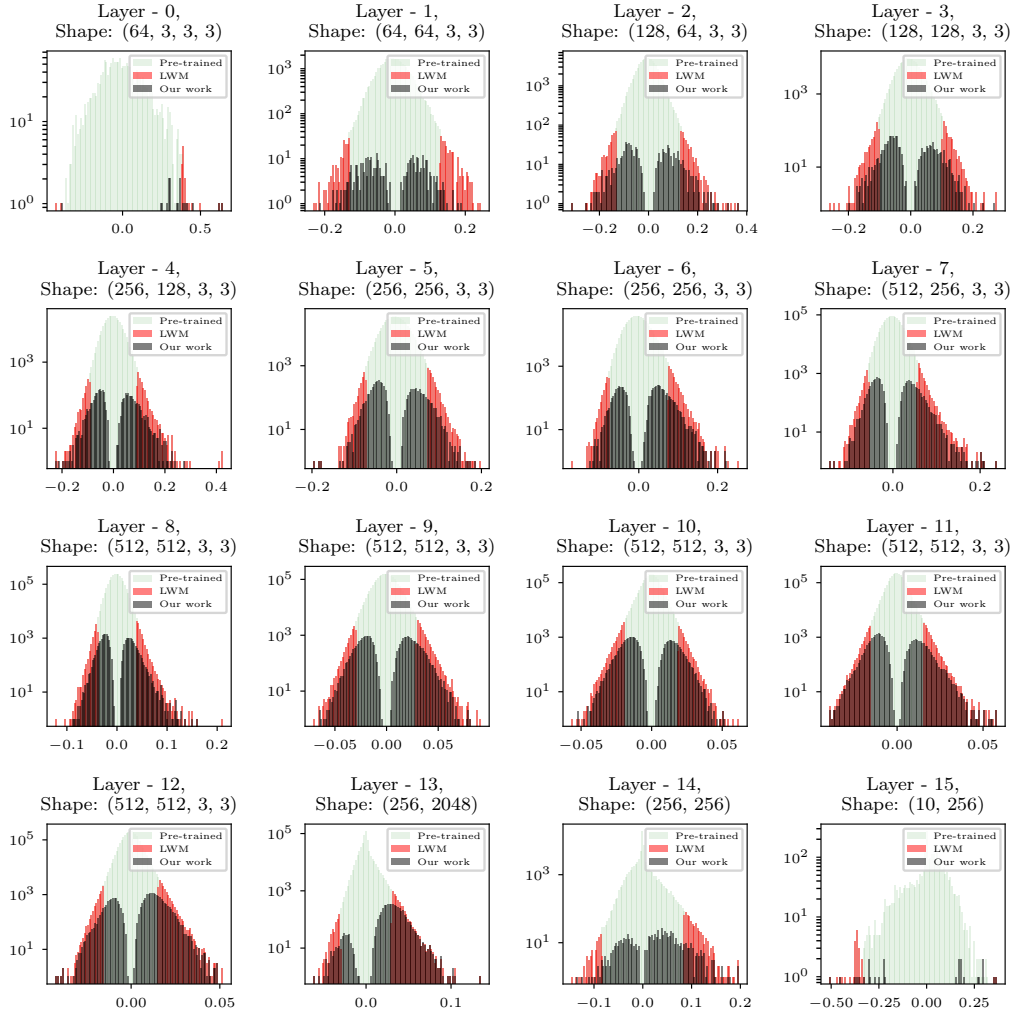 Layer - 0,
Shape: (64, 3, 3, 3)
Pre-trained
LWM
Our work
10^1
10^0
0.0
0.5
Layer - 1,
Shape: (64, 64, 3, 3)
Pre-trained
LWM
Our work
10^3
10^2
10^1
10^0
−0.2
0.0
0.2
Layer - 2,
Shape: (128, 64, 3, 3)
Pre-trained
LWM
Our work
10^3
10^2
10^1
10^0
−0.2
0.0
0.2
0.4
Layer - 3,
Shape: (128, 128, 3, 3)
Pre-trained
LWM
Our work
10^3
10^1
−0.2
0.0
0.2
Layer - 4,
Shape: (256, 128, 3, 3)
Pre-trained
LWM
Our work
10^3
10^1
−0.2
0.0
0.2
0.4
Layer - 5,
Shape: (256, 256, 3, 3)
Pre-trained
LWM
Our work
10^3
10^1
−0.2
0.0
0.2
Layer - 6,
Shape: (256, 256, 3, 3)
Pre-trained
LWM
Our work
10^3
10^1
0.0
0.2
Layer - 7,
Shape: (512, 256, 3, 3)
Pre-trained
LWM
Our work
10^5
10^3
10^1
0.0
0.2
Layer - 8,
Shape: (512, 512, 3, 3)
Pre-trained
LWM
Our work
10^5
10^3
10^1
−0.1
0.0
0.1
0.2
Layer - 9,
Shape: (512, 512, 3, 3)
Pre-trained
LWM
Our work
10^5
10^3
10^1
−0.05
0.00
0.05
Layer - 10,
Shape: (512, 512, 3, 3)
Pre-trained
LWM
Our work
10^5
10^3
10^1
−0.05
0.00
0.05
Layer - 11,
Shape: (512, 512, 3, 3)
Pre-trained
LWM
Our work
10^5
10^3
10^1
0.00
0.05
Layer - 12,
Shape: (512, 512, 3, 3)
Pre-trained
LWM
Our work
10^5
10^3
10^1
0.00
0.05
Layer - 13,
Shape: (256, 2048)
Pre-trained
LWM
Our work
10^5
10^3
10^1
0.0
0.1
Layer - 14,
Shape: (256, 256)
Pre-trained
LWM
Our work
10^3
10^1
−0.1
0.0
0.1
0.2
Layer - 15,
Shape: (10, 256)
Pre-trained
LWM
Our work
10^2
10^1
10^0
−0.50
−0.25
0.00
0.25